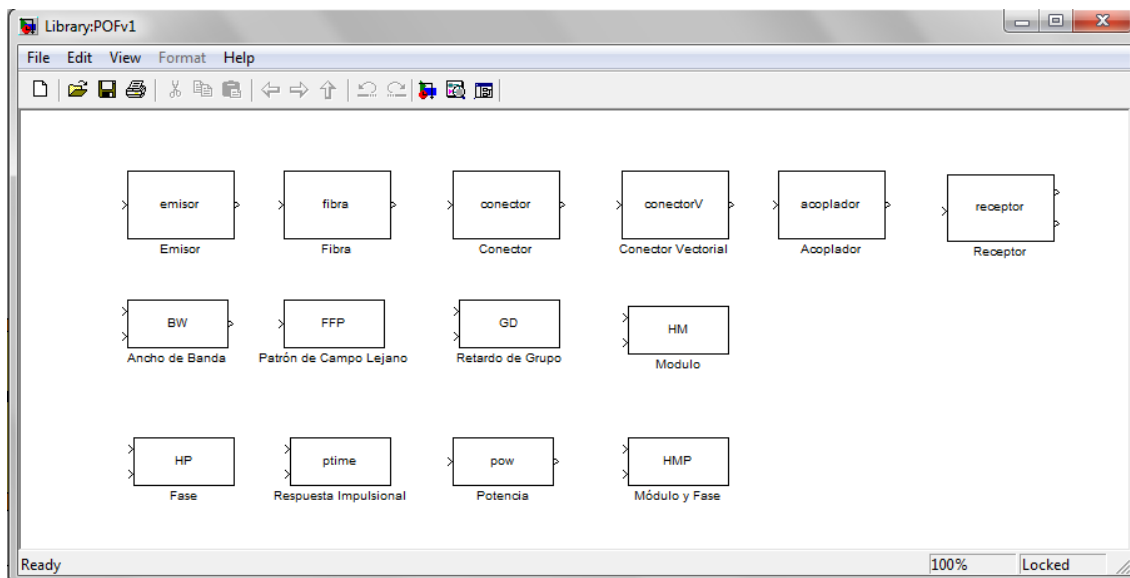 Library:POFv1
File Edit View Format Help
emisor fibra conector conectorV acoplador receptor
Emisor Fibra Conector Conector Vectorial Acoplador Receptor
BW FFP GD HM
Ancho de Banda Patrón de Campo Lejano Retardo de Grupo Modulo
HP ptime pow HMP
Fase Respuesta Impulsional Potencia Módulo y Fase
Ready 100% Locked